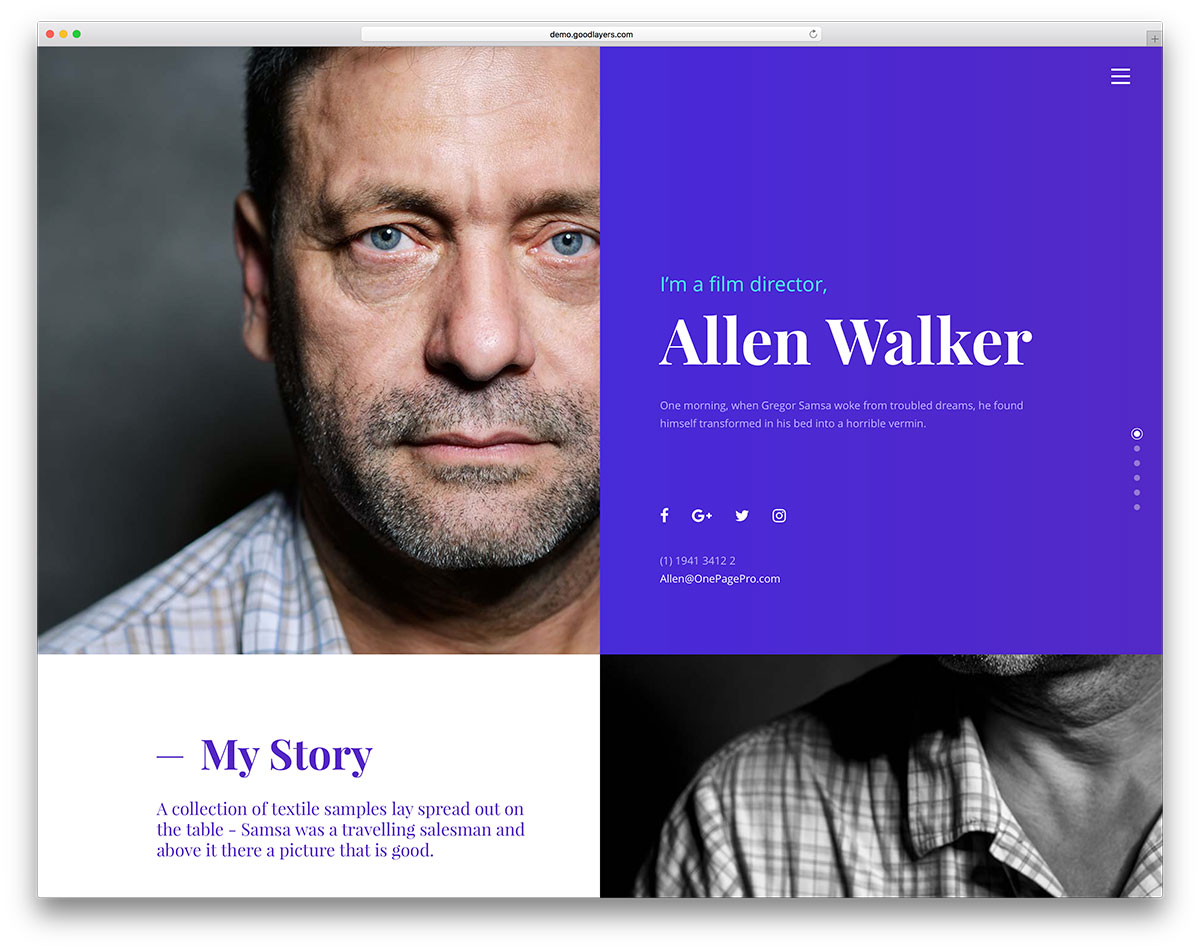 demo.goodlayers.com
I'm a film director,
Allen Walker
One morning, when Gregor Samsa woke from troubled dreams, he found
himself transformed in his bed into a horrible vermin.
(1) 1941 3412 2
Allen@OnePagePro.com
— My Story
A collection of textile samples lay spread out on
the table - Samsa was a travelling salesman and
above it there a picture that is good.